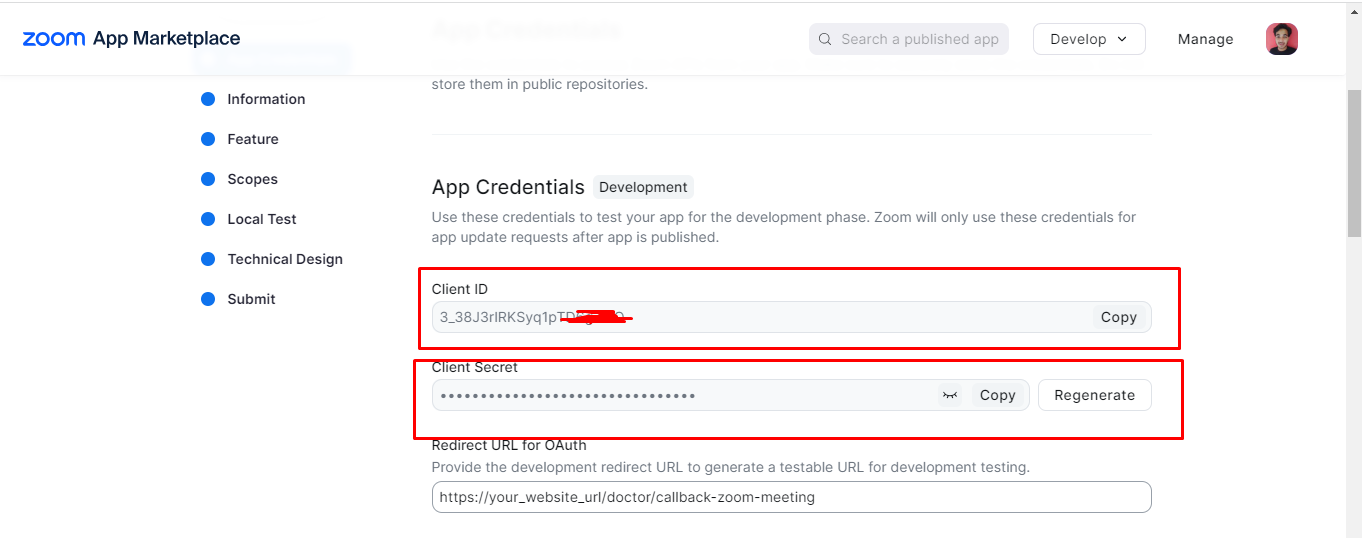 zoom App Marketplace
Search a published app
Develop
Manage
App Credentials
store them in public repositories.
Information
Feature
Scopes
Local Test
Technical Design
Submit
App Credentials Development
Use these credentials to test your app for the development phase. Zoom will only use these credentials for
app update requests after app is published.
Client ID
Copy
Client Secret
••••••••••••••••••••••••••••••••
Copy
Regenerate
Redirect URL for OAuth
Provide the development redirect URL to generate a testable URL for development testing.
https://your_website_url/doctor/callback-zoom-meeting